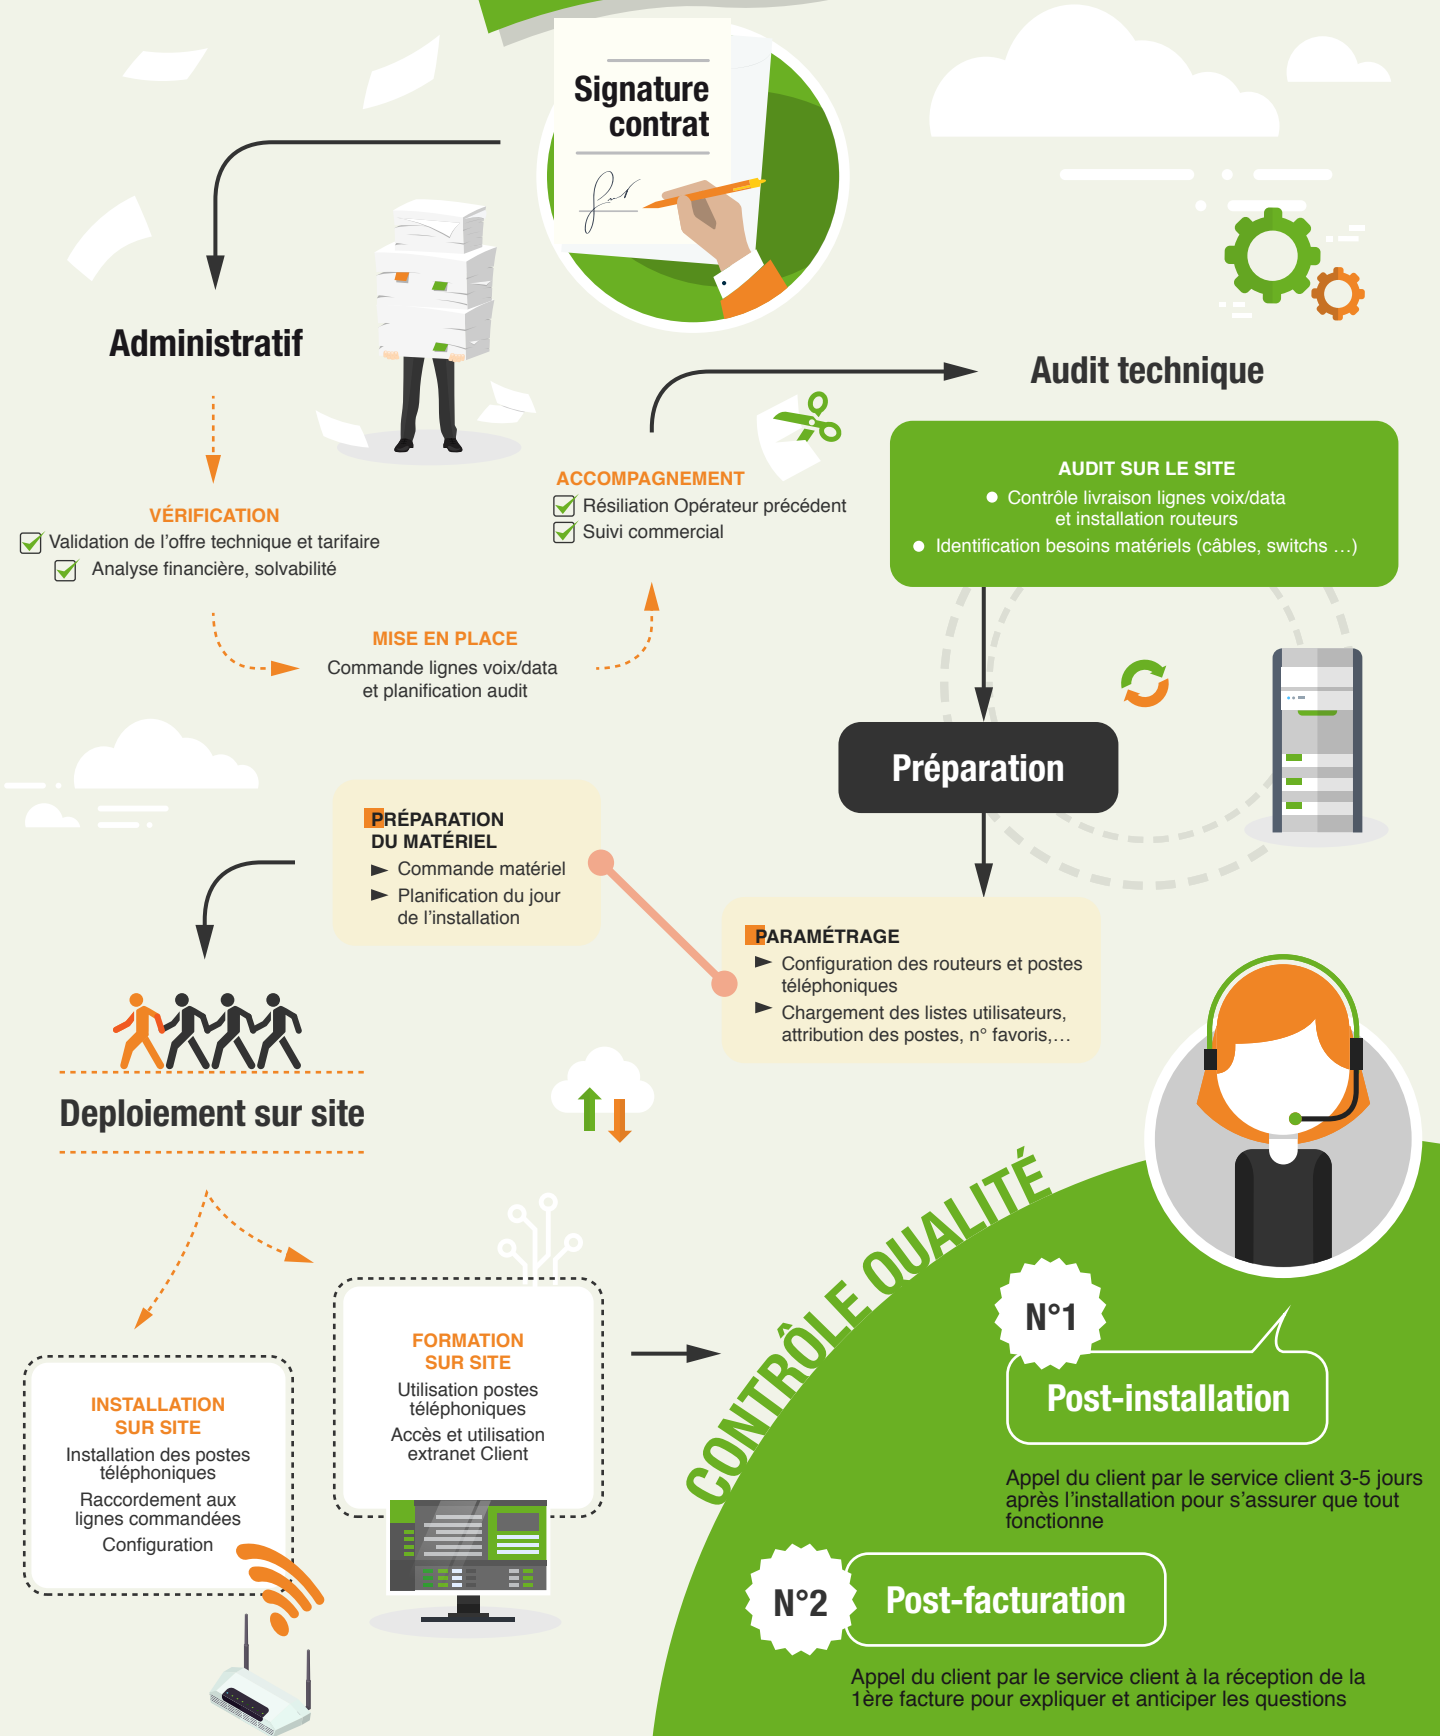 Signature
contrat
Administratif
VÉRIFICATION
Validation de l’offre technique et tarifaire
Analyse financière, solvabilité
MISE EN PLACE
Commande lignes voix/data
et planification audit
ACCOMPAGNEMENT
Résiliation Opérateur précédent
Suivi commercial
Audit technique
AUDIT SUR LE SITE
Contrôle livraison lignes voix/data
et installation routeurs
Identification besoins matériels (câbles, switchs …)
Préparation
PARAMÉTRAGE
Configuration des routeurs et postes
téléphoniques
Chargement des listes utilisateurs,
attribution des postes, n° favoris,…
PRÉPARATION
DU MATÉRIEL
Commande matériel
Planification du jour
de l’installation
Deploiement sur site
INSTALLATION
SUR SITE
Installation des postes
téléphoniques
Raccordement aux
lignes commandées
Configuration
FORMATION
SUR SITE
Utilisation postes
téléphoniques
Accès et utilisation
extranet Client
CONTRÔLE QUALITÉ
N°1
Post-installation
Appel du client par le service client 3-5 jours
après l’installation pour s’assurer que tout
fonctionne
N°2
Post-facturation
Appel du client par le service client à la réception de la
1ère facture pour expliquer et anticiper les questions